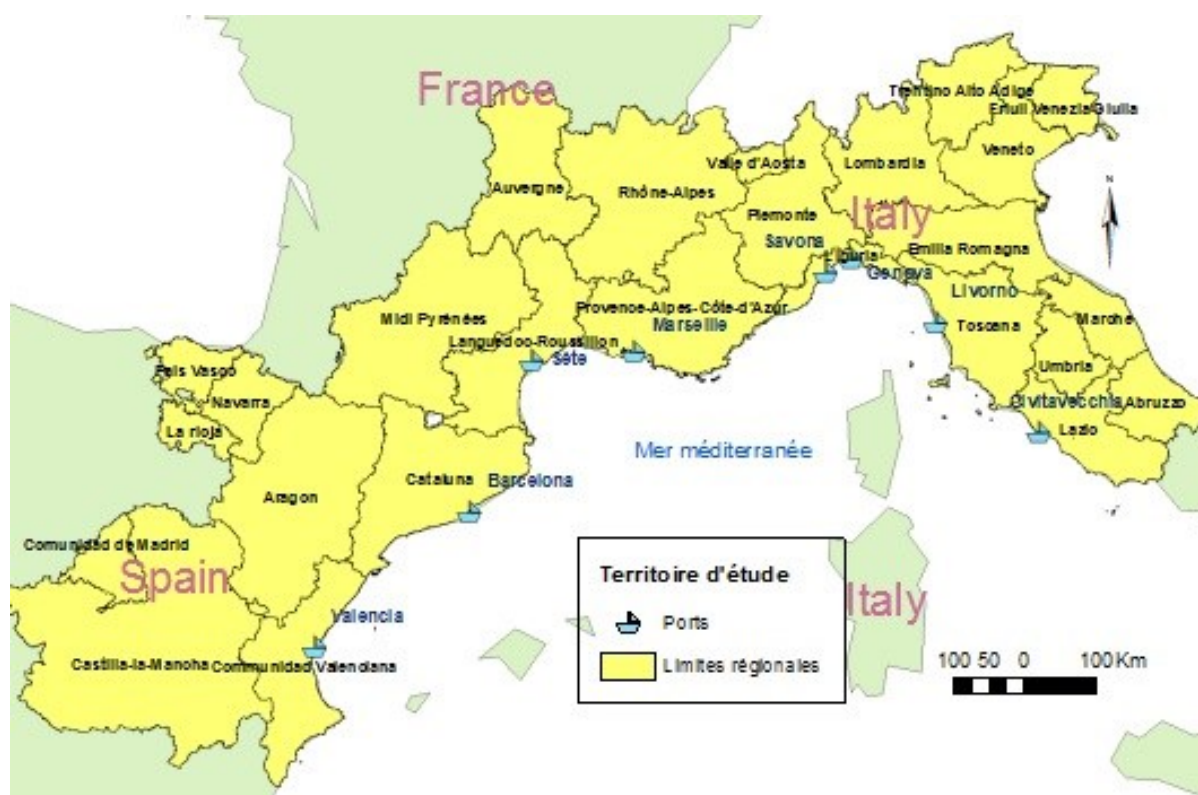 France
Trentino Alto Adige
Friuli Venezia Giulia
Veneto
Valle d'Aosta
Lombardia
Auvergne
Rhône-Alpes
N
Piemonte
Italy
Savona
Emilia Romagna
Liguria
Genova
Livorno
Provence-Alpes-Côte-d'Azur
Marseille
Midi Pyrénées
Toscana
Marche
Languedoc-Roussillon
Sète
Umbria
Pais Vasco
Navarra
Civitavecchia
Abruzzo
La rioja
Lazio
Mer méditerranée
Cataluna
Barcelona
Aragon
Comunidad de Madrid
Spain
Territoire d'étude
Italy
Valencia
Ports
Castilla-la-Mancha
Communidad Valenciana
Limites régionales
100 50 0 100 Km